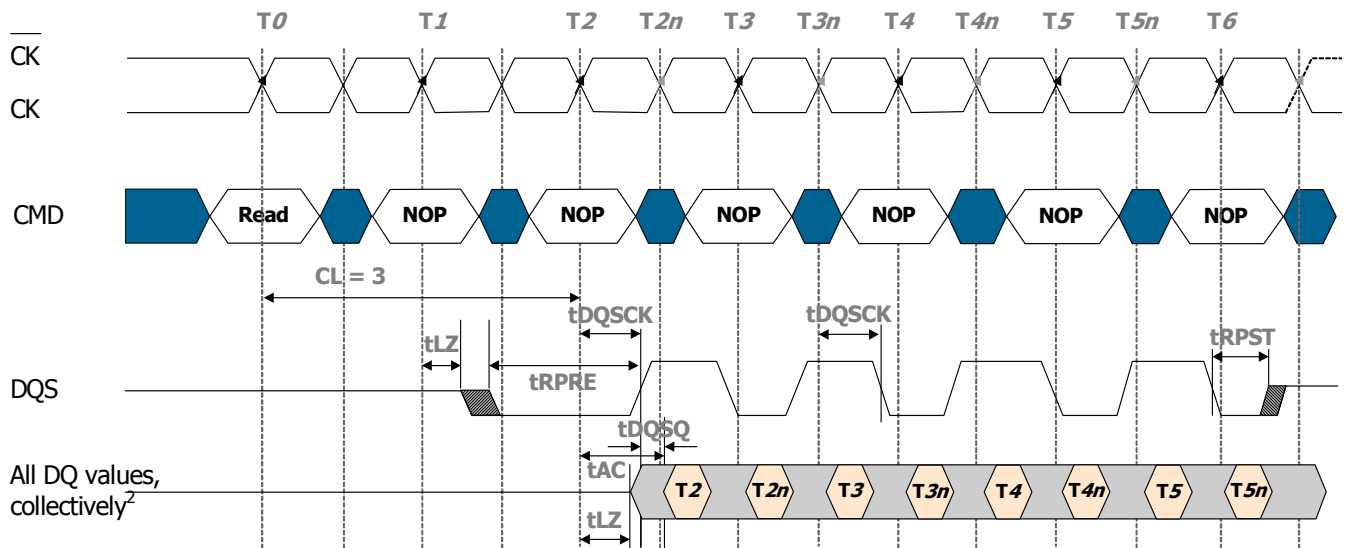 T0 T1 T2 T2n T3 T3n T4 T4n T5 T5n T6
CK
CK
CMD Read NOP NOP NOP NOP NOP NOP
CL = 3
tDQSCK tDQSCK
tLZ tRPRE tRPST
DQS
tDQSQ
All DQ values,
collectively2
tAC
T2 T2n T3 T3n T4 T4n T5 T5n
tLZ